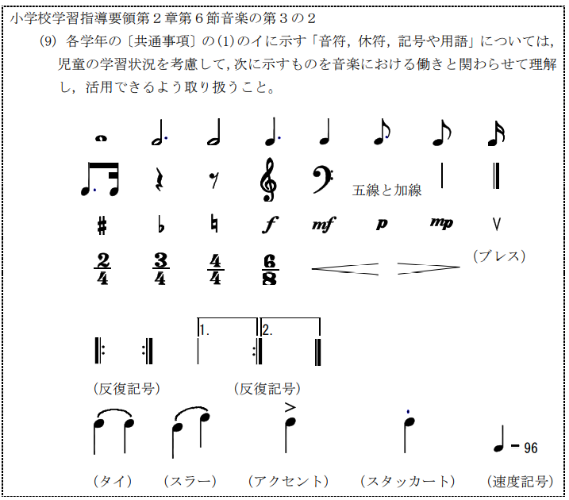 小学校学習指導要領第２章第６節音楽の第３の２
(9) 各学年の〔共通事項〕の(1)のイに示す「音符，休符，記号や用語」については，
児童の学習状況を考慮して，次に示すものを音楽における働きと関わらせて理解
し，活用できるよう取り扱うこと。
五線と加線
f mf p mp V
（ブレス）
2/4 3/4 4/4 6/8
1. 2.
（反復記号） （反復記号）
96
（タイ） （スラー） （アクセント） （スタッカート） （速度記号）